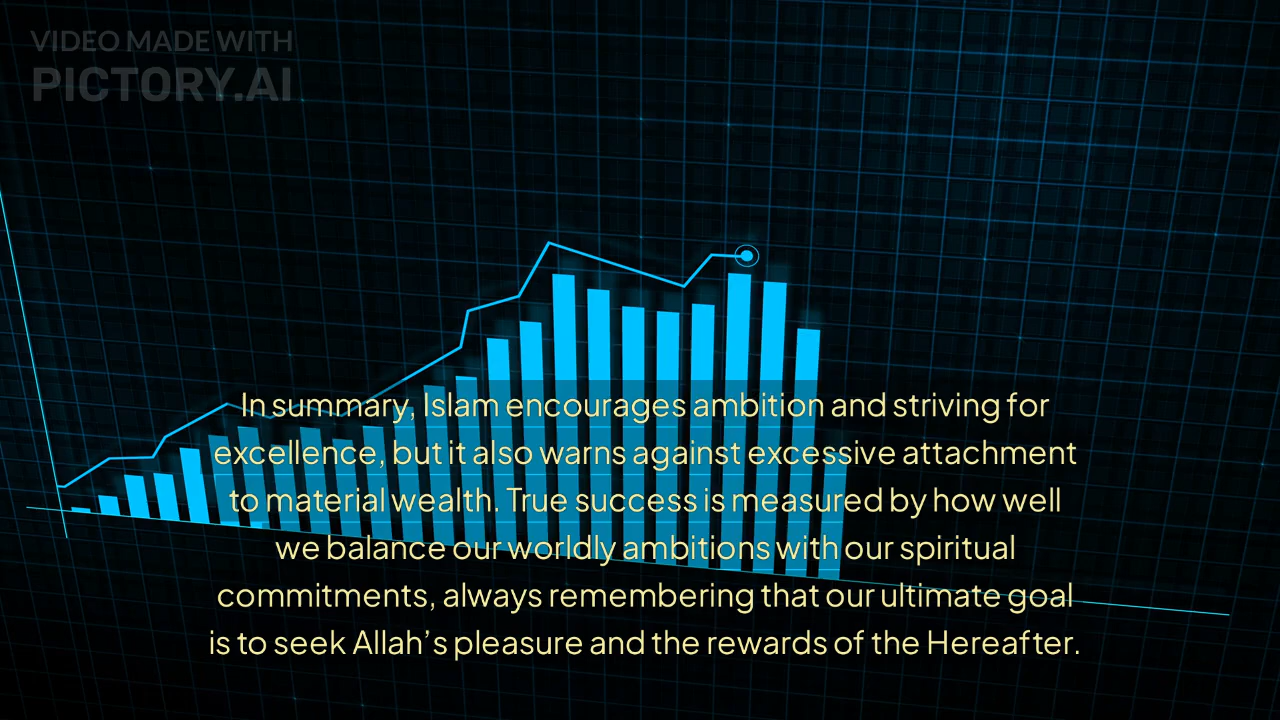 VIDEO MADE WITH
PICTORY.AI
In summary, Islam encourages ambition and striving for
excellence, but it also warns against excessive attachment
to material wealth. True success is measured by how well
we balance our worldly ambitions with our spiritual
commitments, always remembering that our ultimate goal
is to seek Allah’s pleasure and the rewards of the Hereafter.